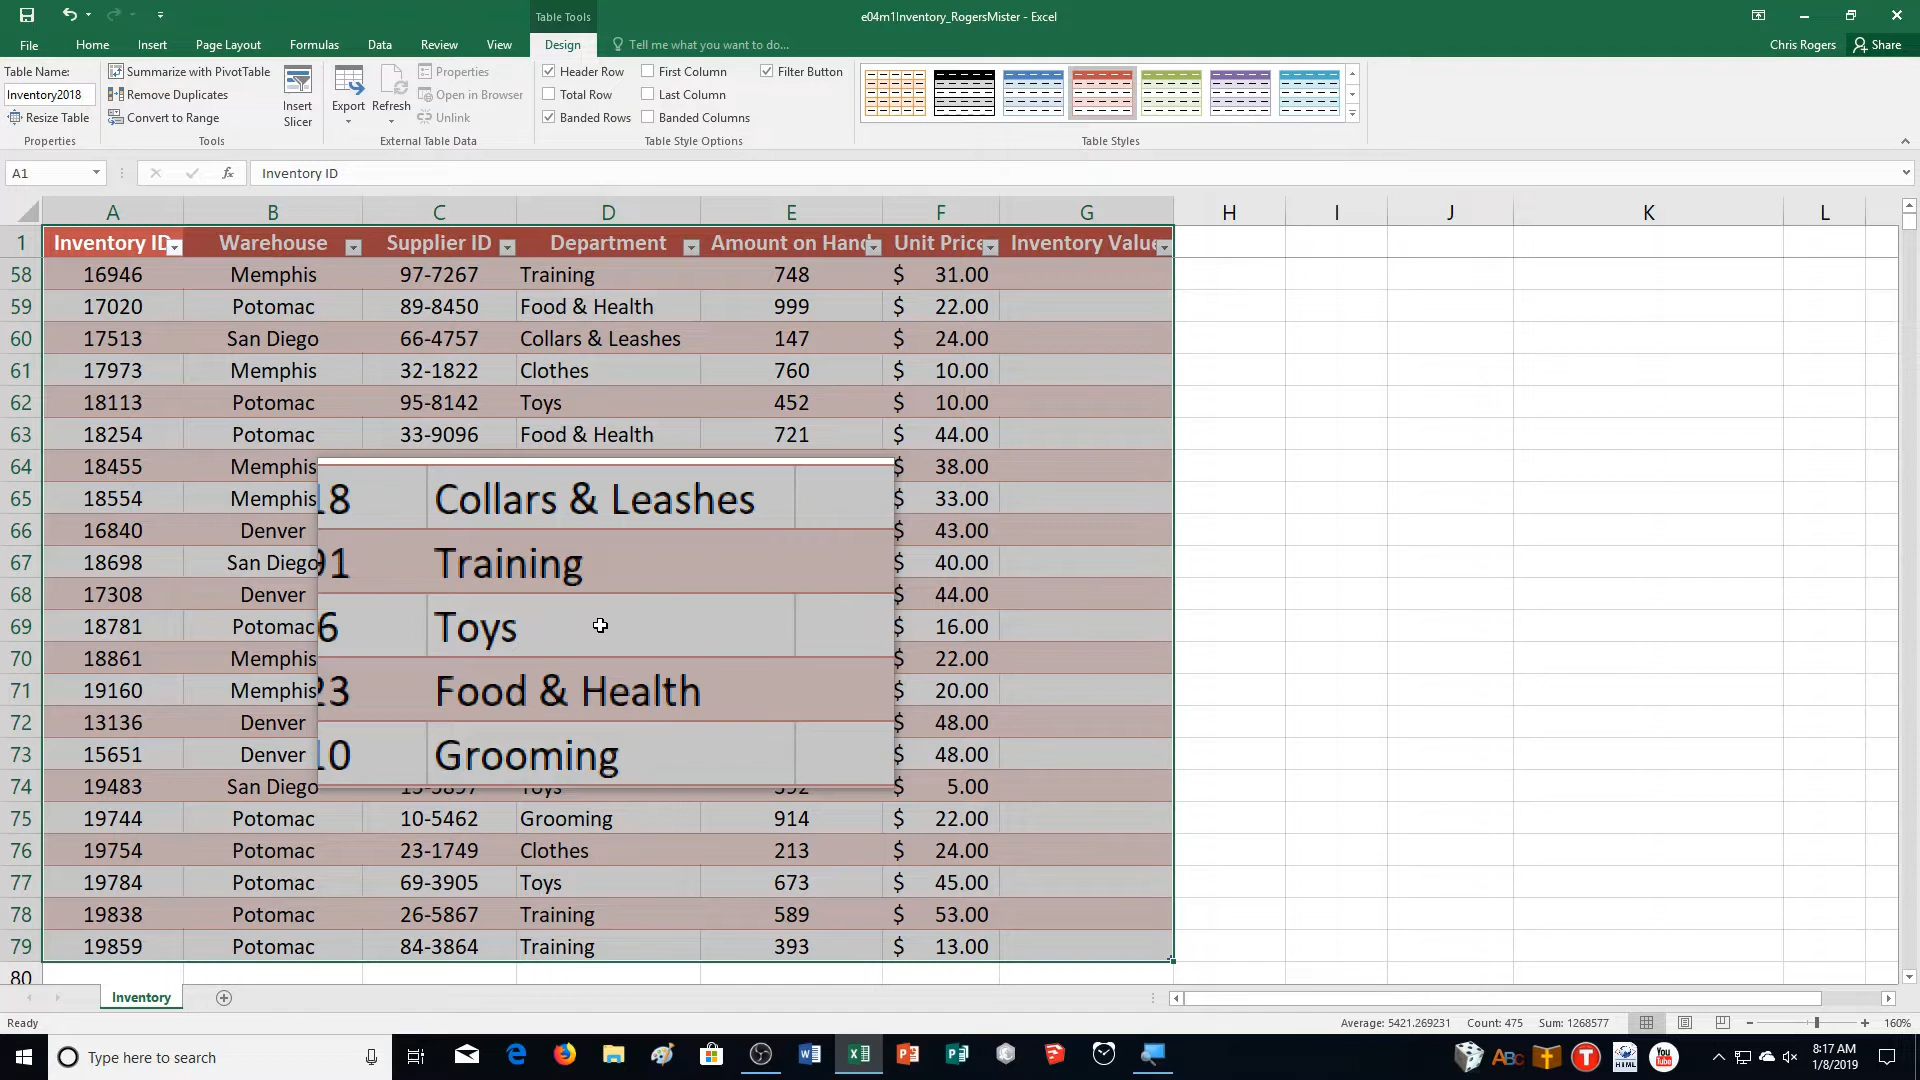 Table Tools
e04m1Inventory_RogersMister - Excel
File Home Insert Page Layout Formulas Data Review View Design Tell me what you want to do... Chris Rogers Share
Table Name:
Inventory2018
Resize Table
Properties
Summarize with PivotTable
Remove Duplicates
Convert to Range
Insert
Slicer
Tools
Export Refresh
Properties
Open in Browser
Unlink
External Table Data
Header Row First Column Filter Button
Total Row Last Column
Banded Rows Banded Columns
Table Style Options
Table Styles
A1 fx Inventory ID
A B C D E F G H I J K L
1 Inventory ID Warehouse Supplier ID Department Amount on Hand Unit Price Inventory Value
58 16946 Memphis 97-7267 Training 748 $ 31.00
59 17020 Potomac 89-8450 Food & Health 999 $ 22.00
60 17513 San Diego 66-4757 Collars & Leashes 147 $ 24.00
61 17973 Memphis 32-1822 Clothes 760 $ 10.00
62 18113 Potomac 95-8142 Toys 452 $ 10.00
63 18254 Potomac 33-9096 Food & Health 721 $ 44.00
64 18455 Memphis $ 38.00
65 18554 Memphis 18 Collars & Leashes $ 33.00
66 16840 Denver $ 43.00
67 18698 San Diego 91 Training $ 40.00
68 17308 Denver $ 44.00
69 18781 Potomac 6 Toys $ 16.00
70 18861 Memphis $ 22.00
71 19160 Memphis 23 Food & Health $ 20.00
72 13136 Denver $ 48.00
73 15651 Denver 10 Grooming $ 48.00
74 19483 San Diego $ 5.00
75 19744 Potomac 10-5462 Grooming 914 $ 22.00
76 19754 Potomac 23-1749 Clothes 213 $ 24.00
77 19784 Potomac 69-3905 Toys 673 $ 45.00
78 19838 Potomac 26-5867 Training 589 $ 53.00
79 19859 Potomac 84-3864 Training 393 $ 13.00
80
Inventory
Ready Average: 5421.269231 Count: 475 Sum: 1268577 160%
Type here to search
8:17 AM
1/8/2019